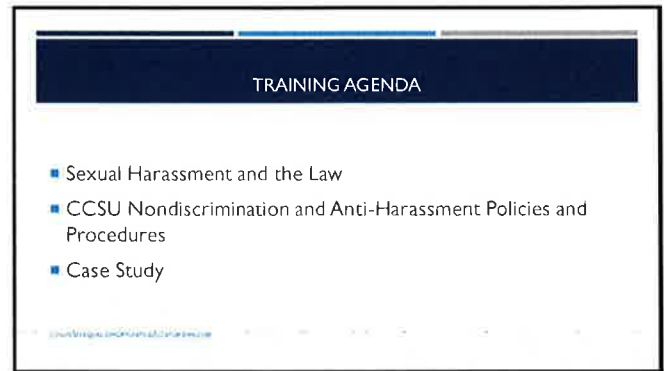 TRAINING AGENDA
Sexual Harassment and the Law
CCSU Nondiscrimination and Anti-Harassment Policies and
Procedures
Case Study